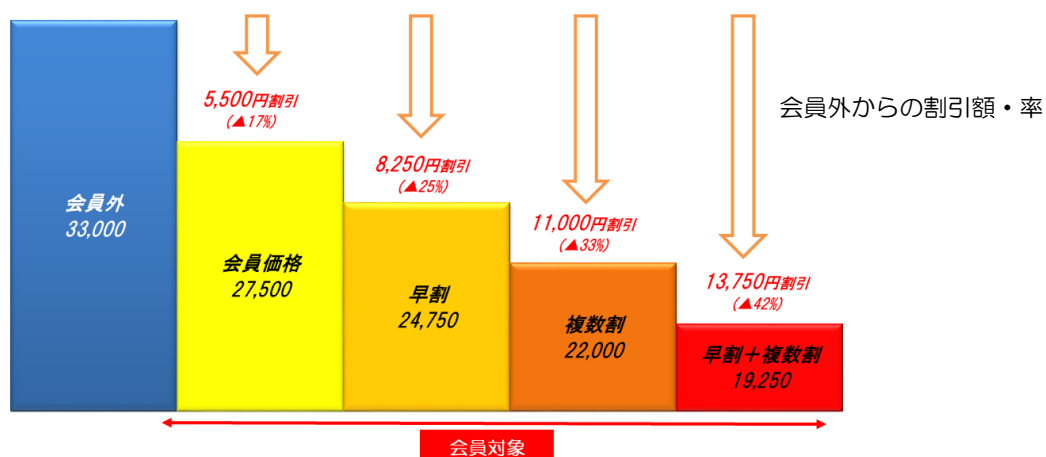 会員外
33,000
5,500円割引
(▲17%)
会員価格
27,500
8,250円割引
(▲25%)
早割
24,750
11,000円割引
(▲33%)
複数割
22,000
13,750円割引
(▲42%)
早割＋複数割
19,250
会員外からの割引額・率
会員対象